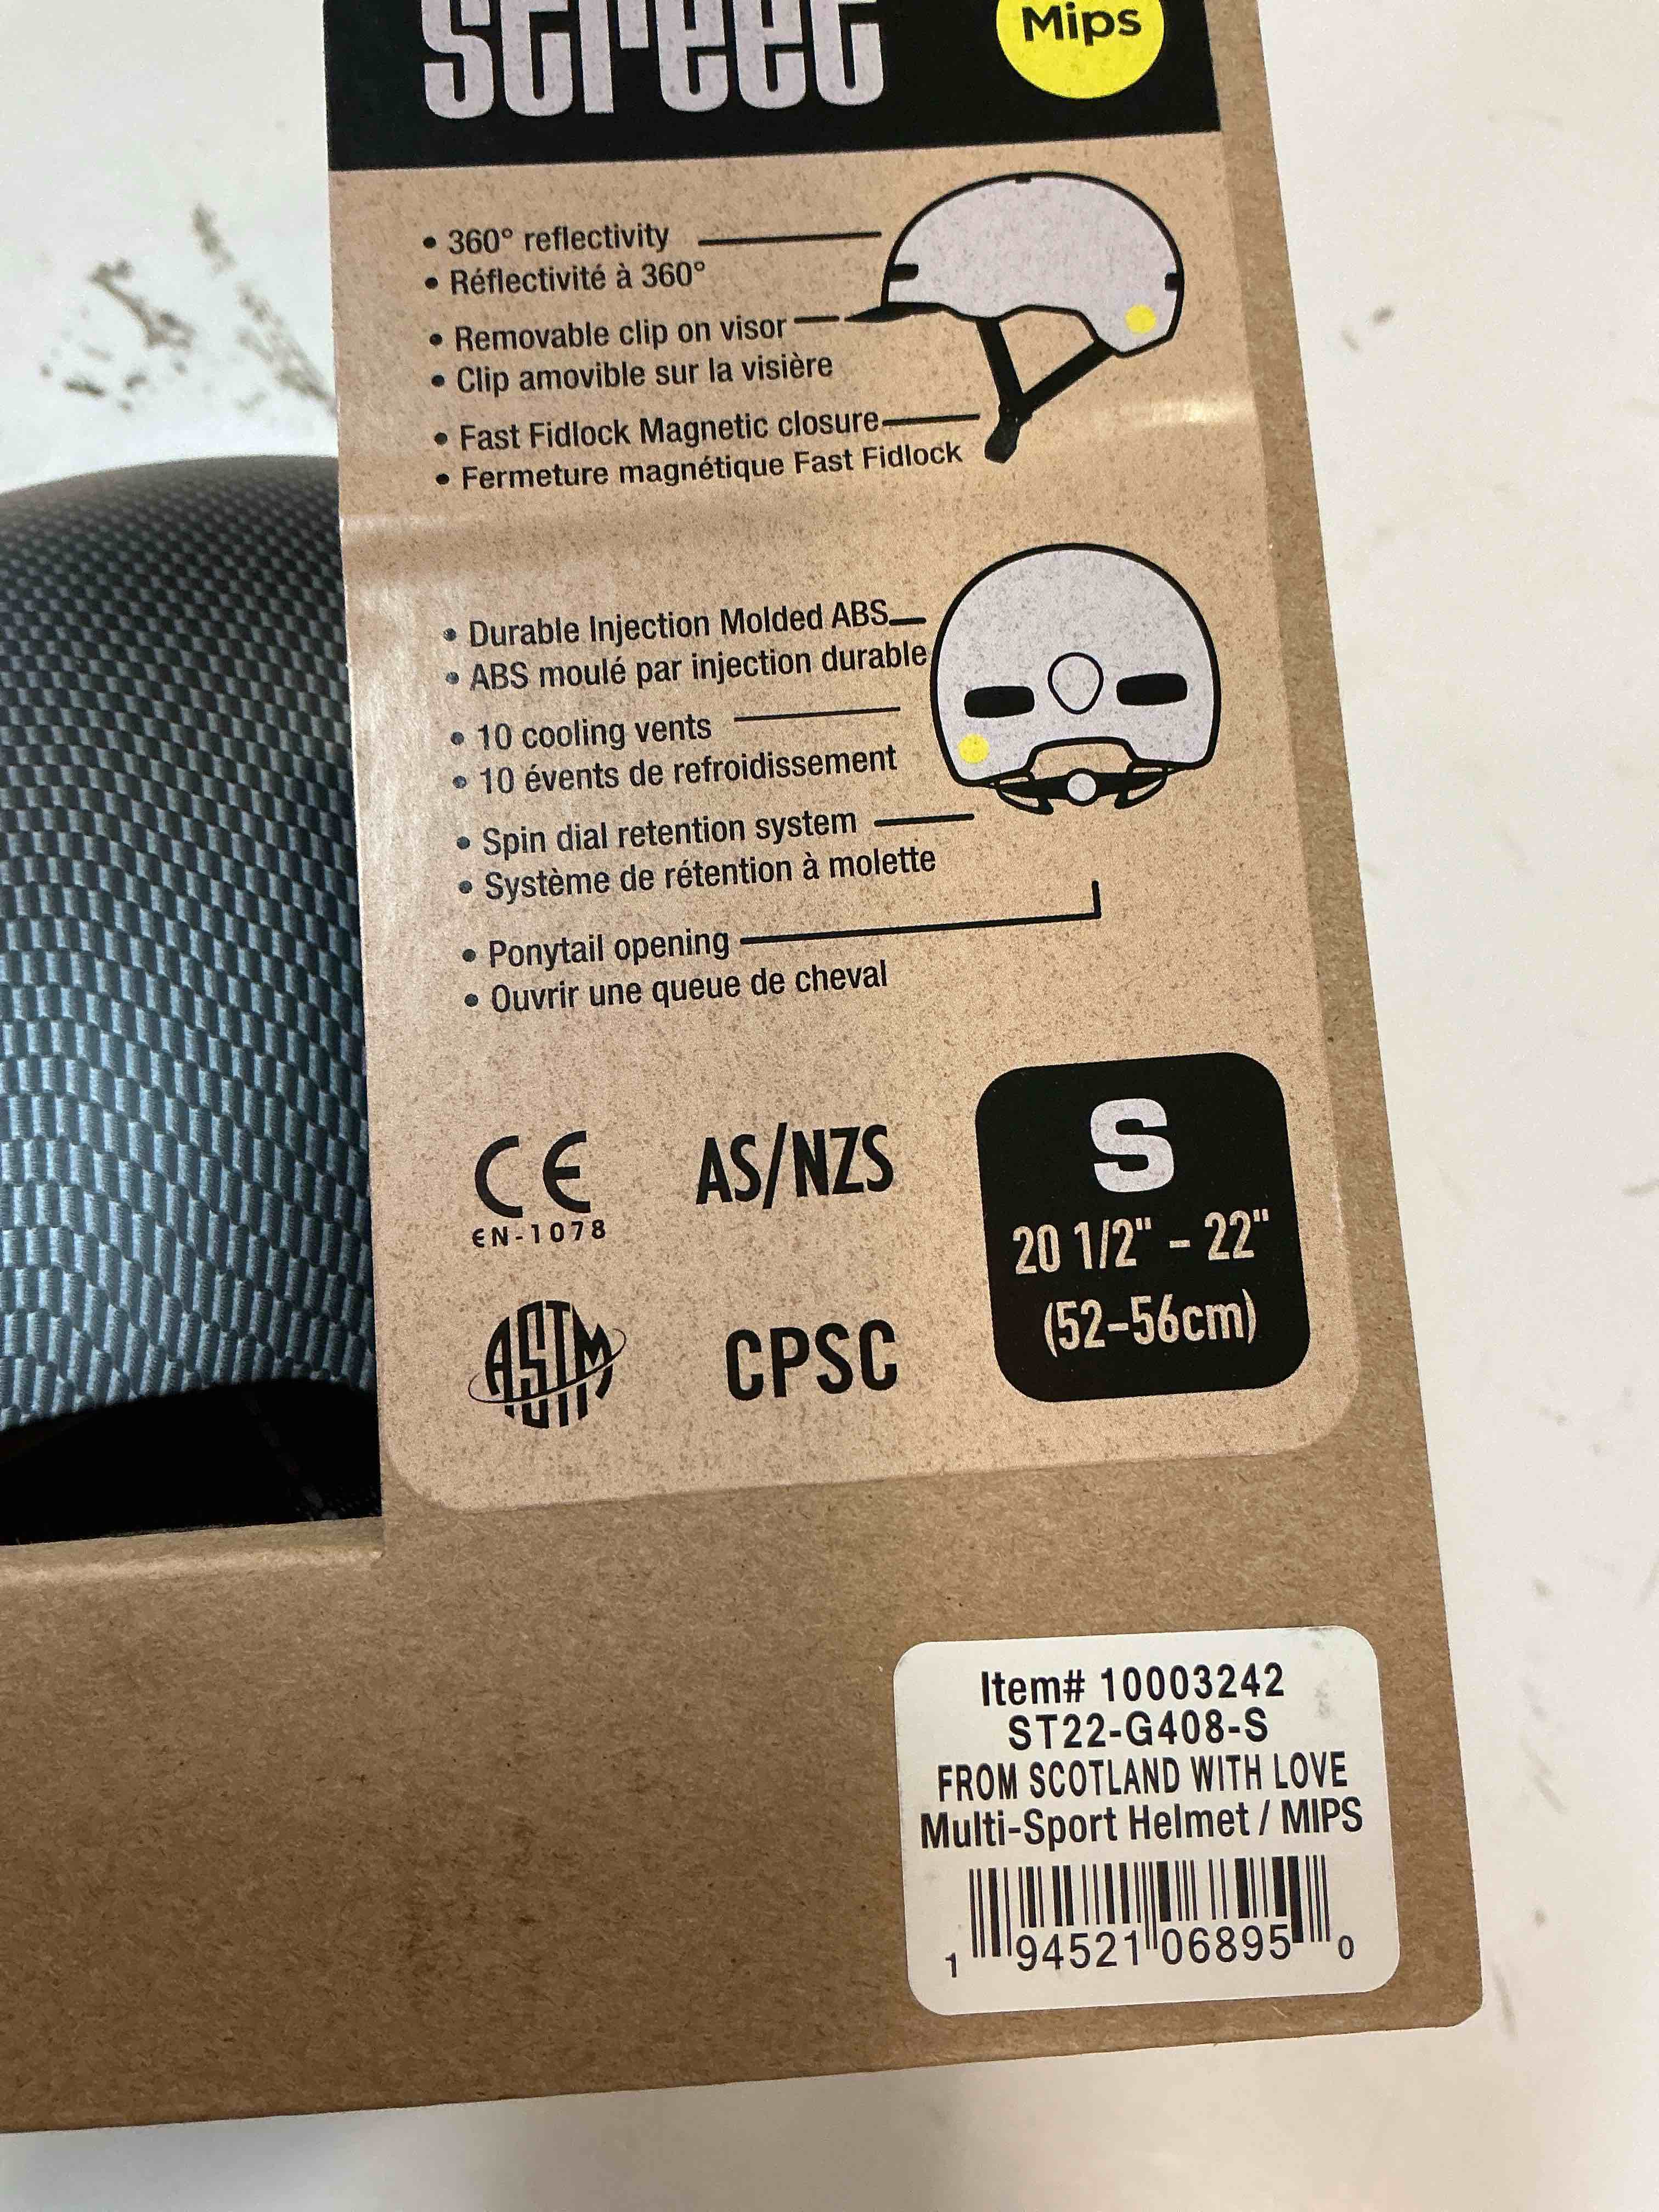 street
Mips
• 360° reflectivity
• Réflectivité à 360°
• Removable clip on visor
• Clip amovible sur la visière
• Fast Fidlock Magnetic closure
• Fermeture magnétique Fast Fidlock
• Durable Injection Molded ABS
• ABS moulé par injection durable
• 10 cooling vents
• 10 évents de refroidissement
• Spin dial retention system
• Système de rétention à molette
• Ponytail opening
• Ouvrir une queue de cheval
CE
EN-1078
AS/NZS
ASTM
CPSC
S
20 1/2" - 22"
(52-56cm)
Item# 10003242
ST22-G408-S
FROM SCOTLAND WITH LOVE
Multi-Sport Helmet / MIPS
1 94521 06895 0